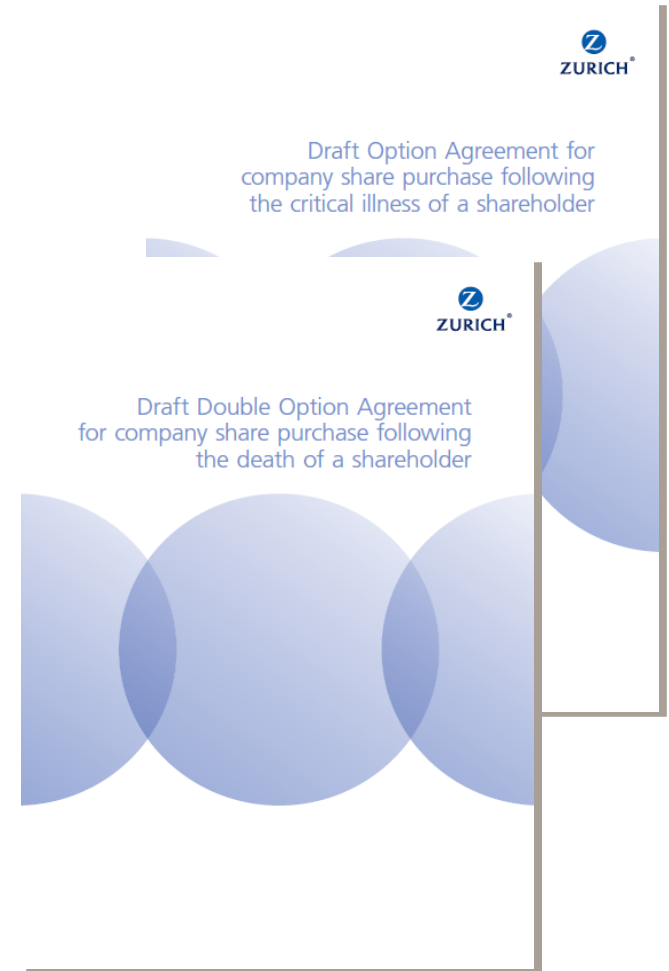 Z
ZURICH®
Draft Option Agreement for
company share purchase following
the critical illness of a shareholder
Z
ZURICH®
Draft Double Option Agreement
for company share purchase following
the death of a shareholder